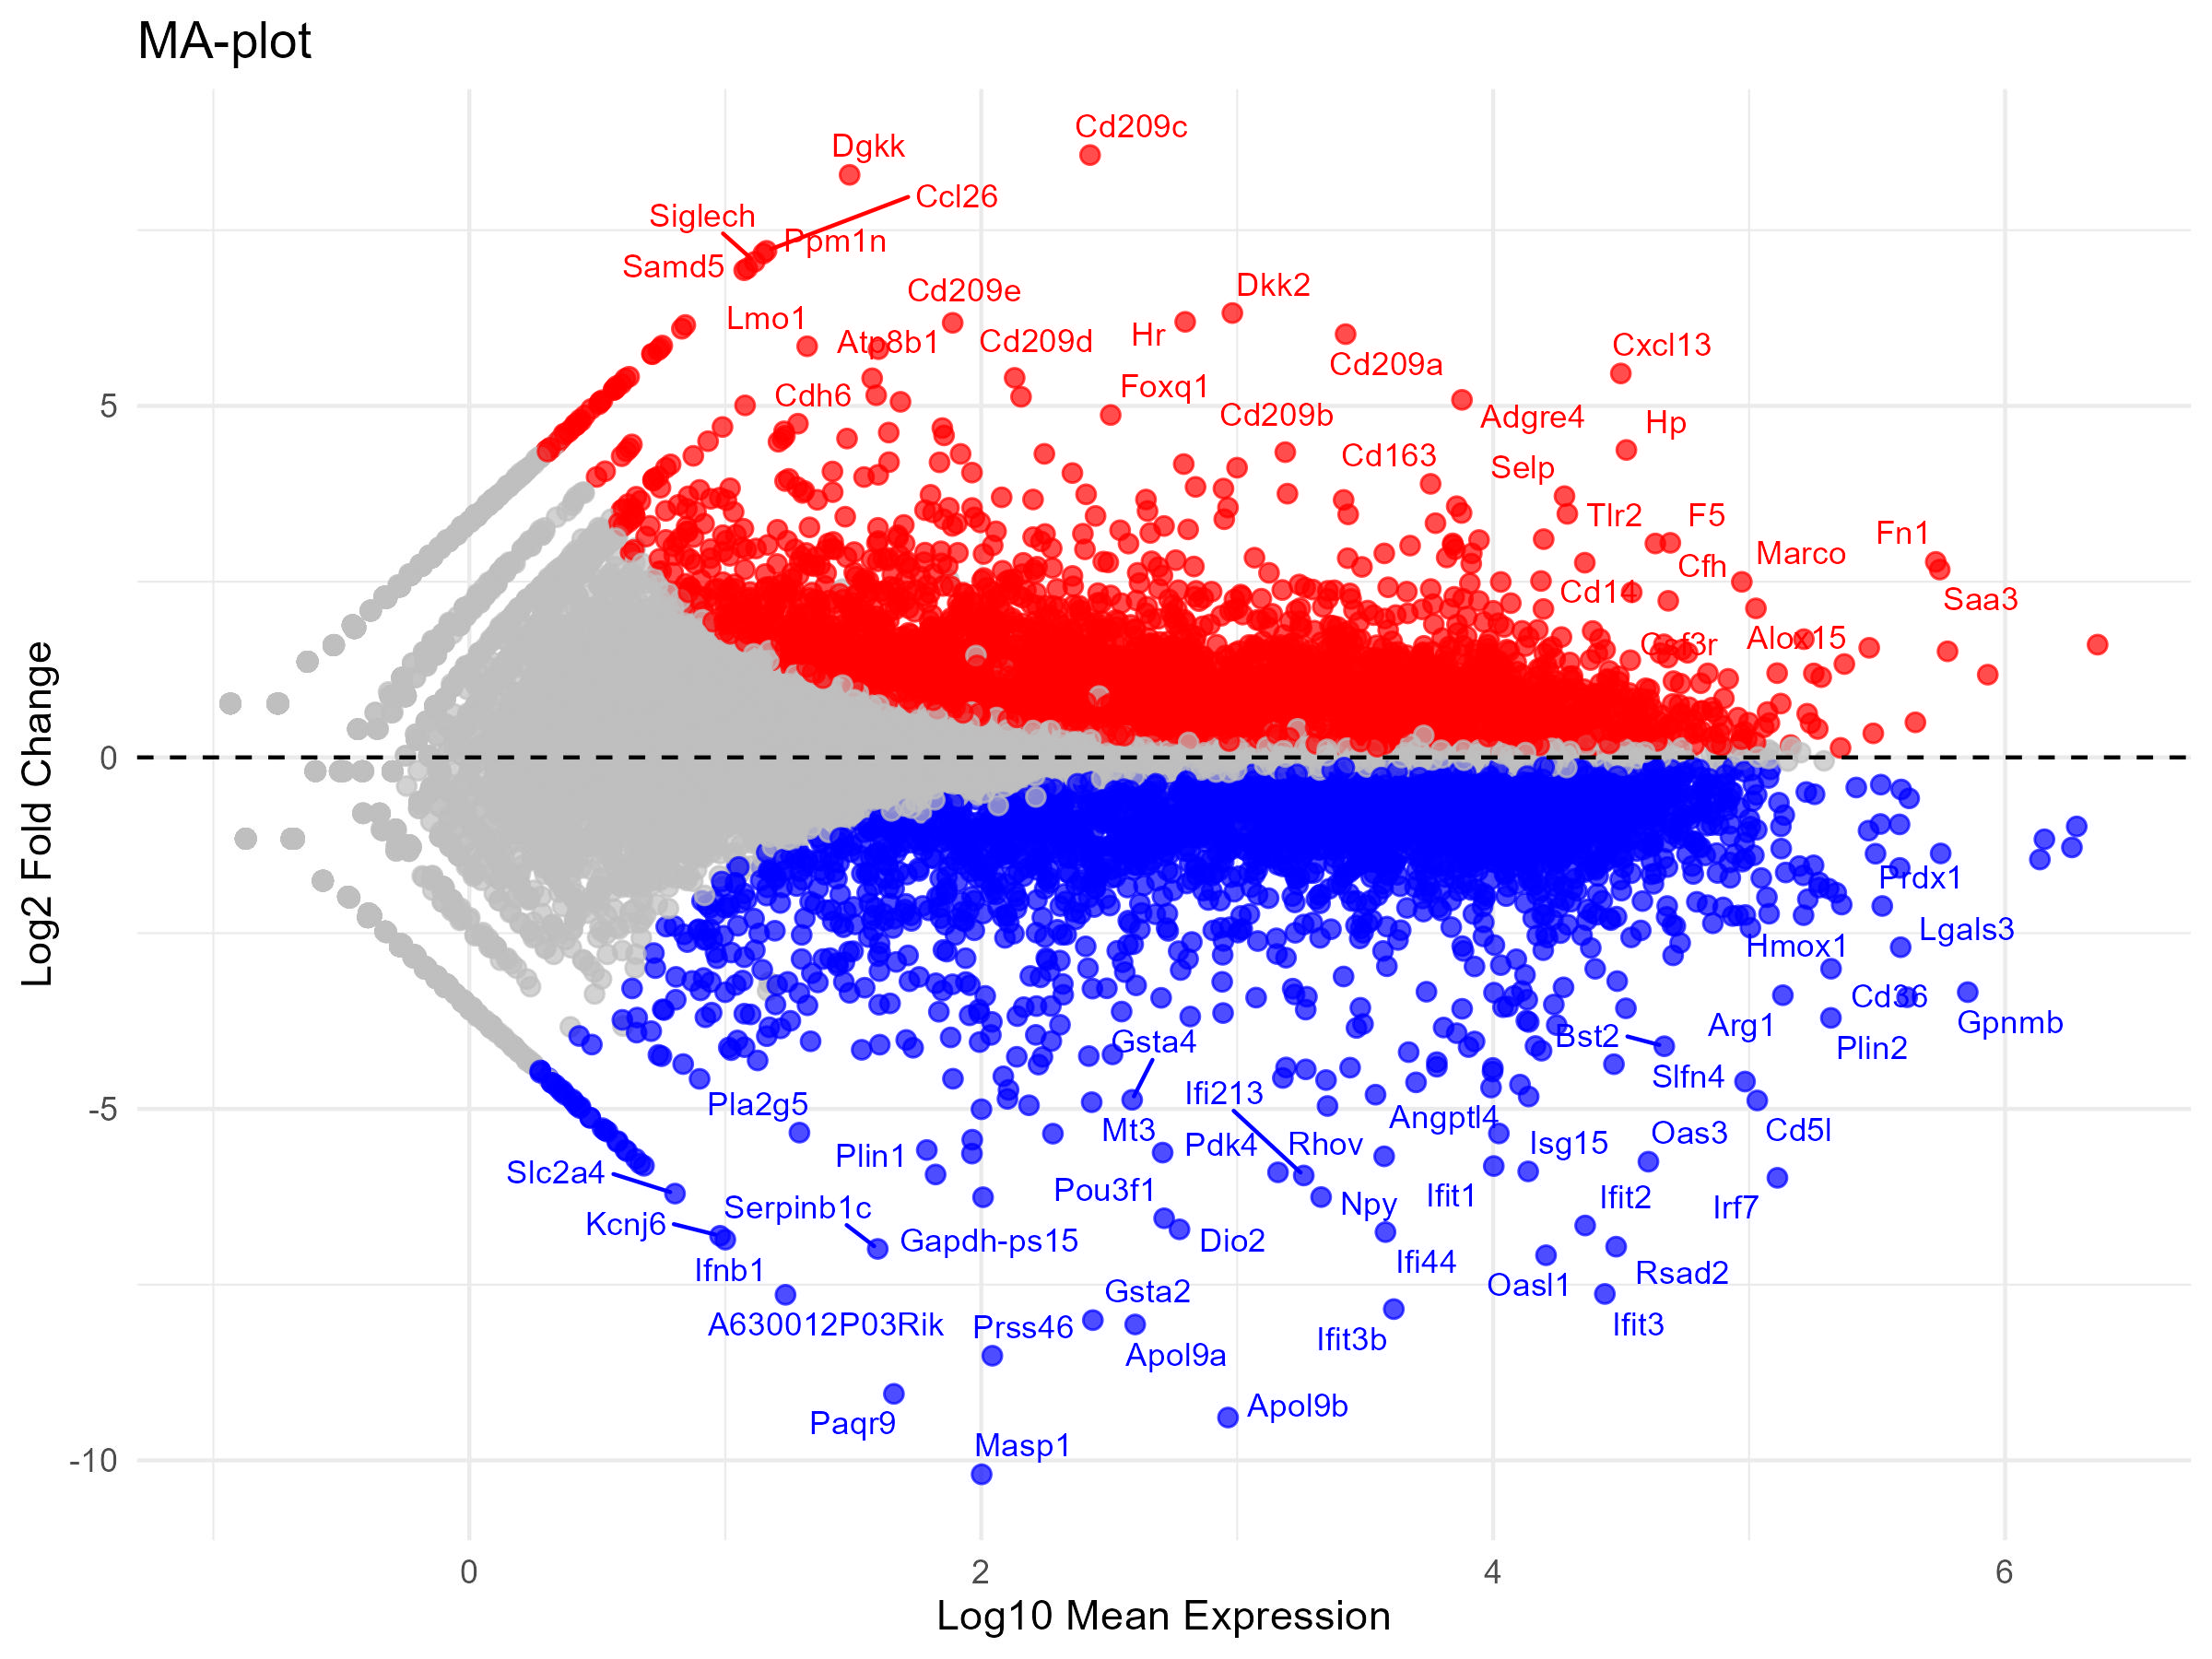 MA-plot
Cd209c
Dgkk
Ccl26
Siglech
Ppm1n
Samd5
Cd209e
Dkk2
Lmo1
Atp8b1
Cd209d
Hr
Cxcl13
Cd209a
Foxq1
Cdh6
Cd209b
Adgre4
Hp
Cd163
Selp
Tlr2
F5
Fn1
Marco
Cfh
Cd14
Saa3
Csf3r
Alox15
5
0
-5
-10
Log2 Fold Change
Prdx1
Lgals3
Hmox1
Cd36
Arg1
Gpnmb
Bst2
Plin2
Gsta4
Slfn4
Ifi213
Pla2g5
Angptl4
Mt3
Cd5l
Oas3
Pdk4
Rhov
Isg15
Plin1
Slc2a4
Pou3f1
Ifit1
Ifit2
Npy
Irf7
Serpinb1c
Kcnj6
Gapdh-ps15
Dio2
Ifi44
Ifnb1
Rsad2
Oasl1
Gsta2
A630012P03Rik
Prss46
Ifit3
Ifit3b
Apol9a
Apol9b
Paqr9
Masp1
0
2
4
6
Log10 Mean Expression